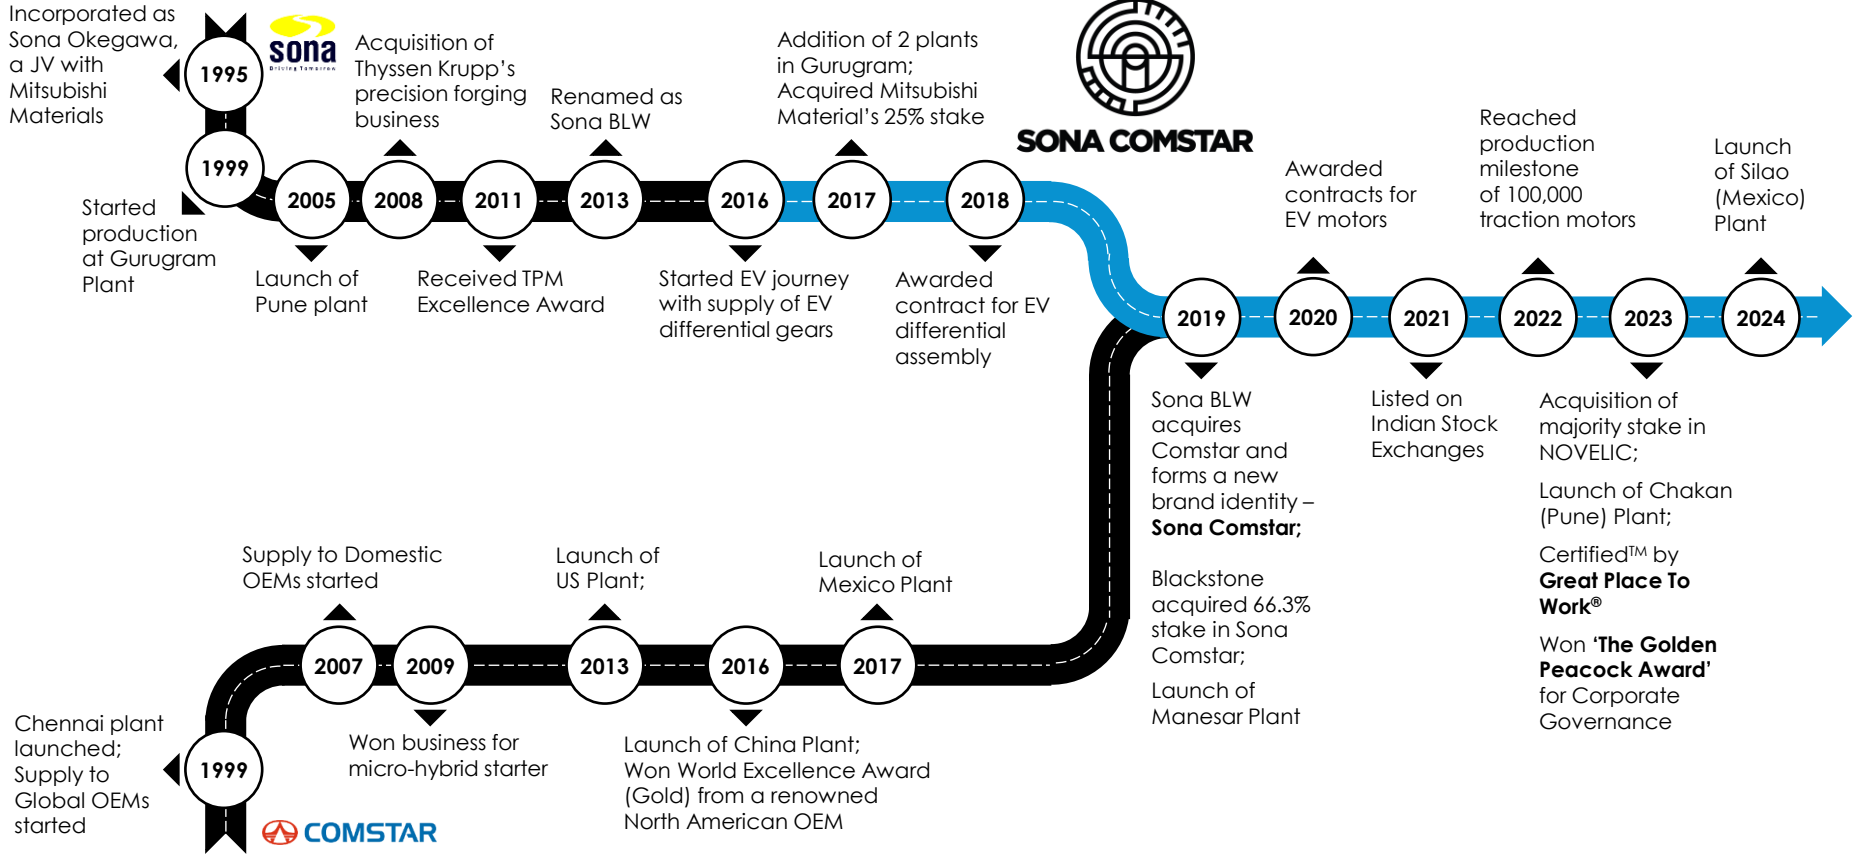 Incorporated as
Sona Okegawa,
a JV with
Mitsubishi
Materials
1995
sona
Driving Tomorrow
1999
Started
production
at Gurugram
Plant
2005
Launch of
Pune plant
Acquisition of
Thyssen Krupp’s
precision forging
business
2008
2011
Received TPM
Excellence Award
Renamed as
Sona BLW
2013
2016
Started EV journey
with supply of EV
differential gears
Addition of 2 plants
in Gurugram;
Acquired Mitsubishi
Material’s 25% stake
2017
2018
Awarded
contract for EV
differential
assembly
SONA COMSTAR
2019
Sona BLW
acquires
Comstar and
forms a new
brand identity –
Sona Comstar;
Blackstone
acquired 66.3%
stake in Sona
Comstar;
Launch of
Manesar Plant
Awarded
contracts for
EV motors
2020
2021
Listed on
Indian Stock
Exchanges
Reached
production
milestone
of 100,000
traction motors
2022
2023
Acquisition of
majority stake in
NOVELIC;
Launch of Chakan
(Pune) Plant;
Certified™ by
Great Place To
Work®
Won ‘The Golden
Peacock Award’
for Corporate
Governance
Launch
of Silao
(Mexico)
Plant
2024
Chennai plant
launched;
Supply to
Global OEMs
started
1999
COMSTAR
Supply to Domestic
OEMs started
2007
2009
Won business for
micro-hybrid starter
Launch of
US Plant;
2013
2016
Launch of China Plant;
Won World Excellence Award
(Gold) from a renowned
North American OEM
Launch of
Mexico Plant
2017